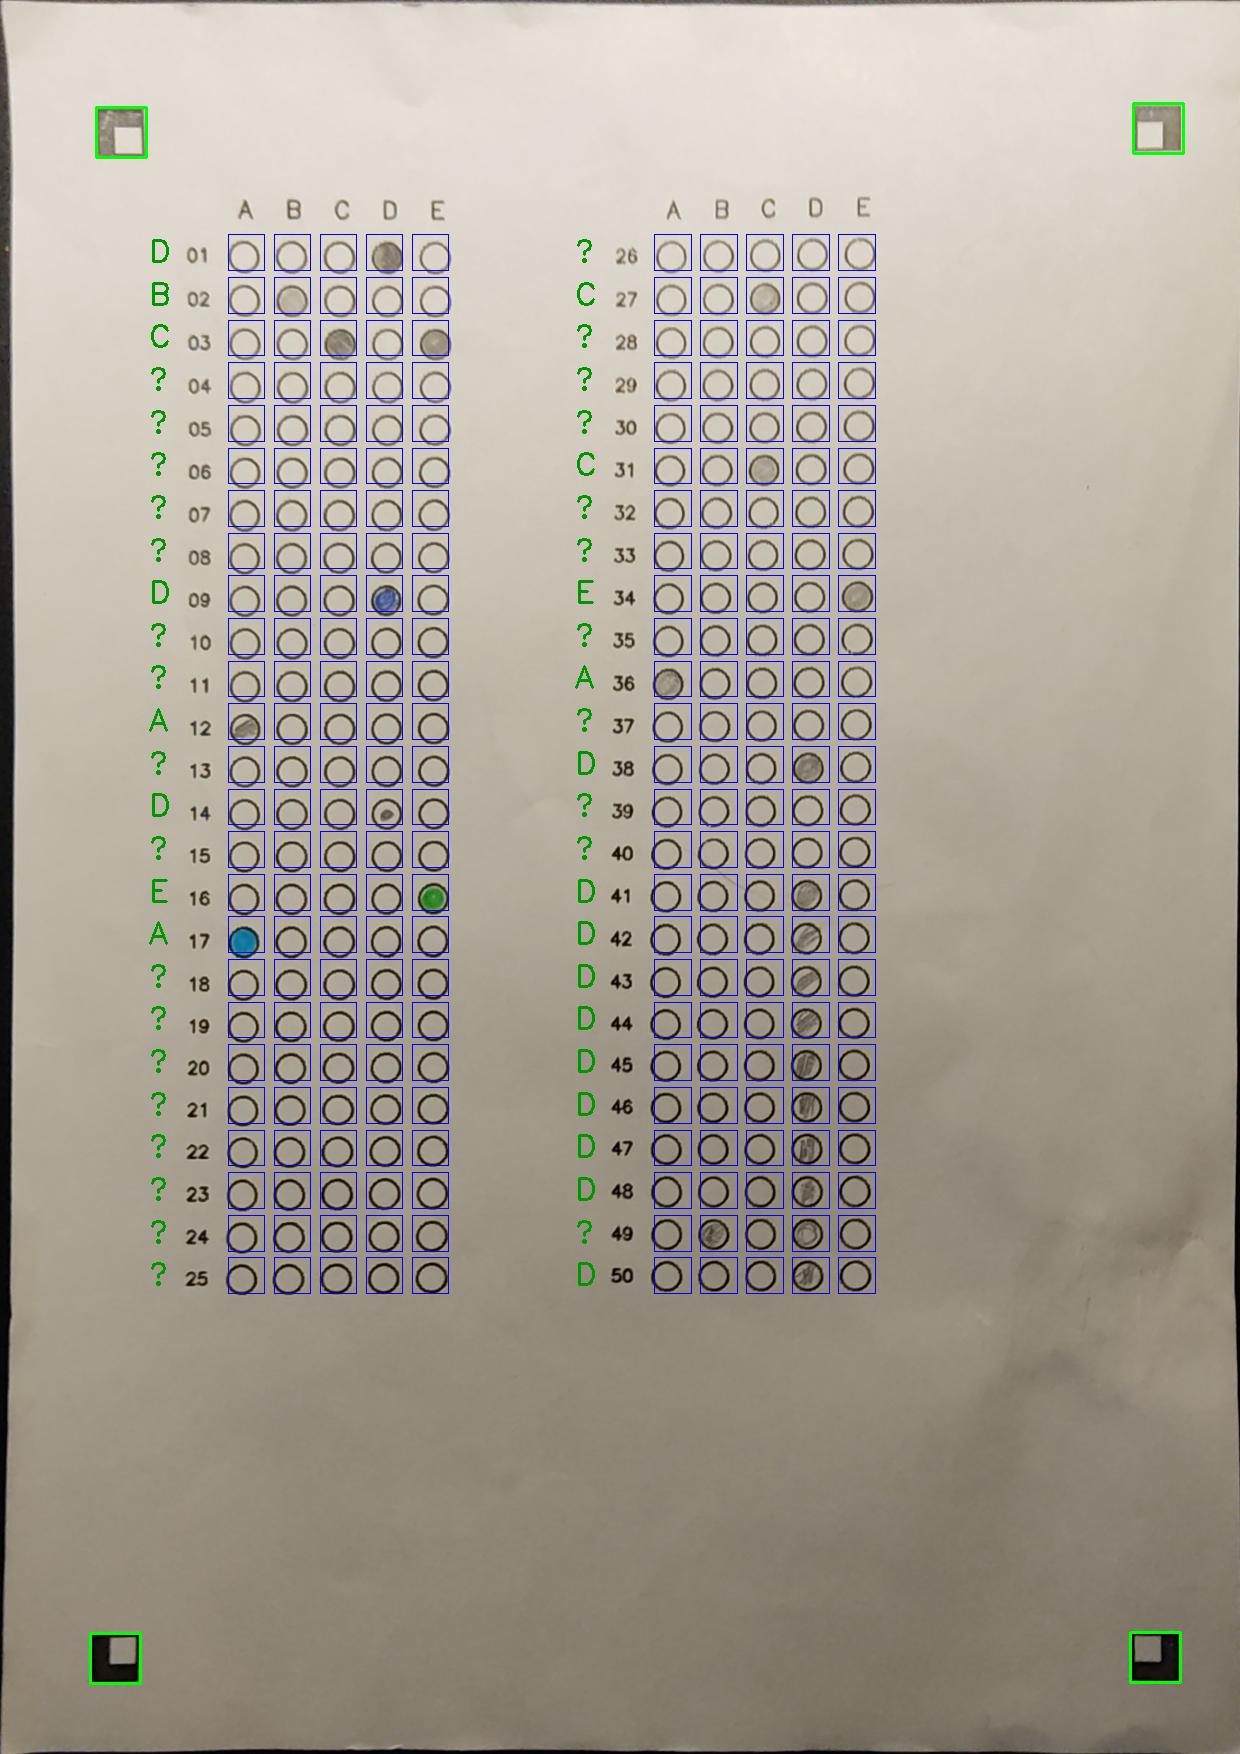 A B C D E
D 01
B 02
C 03
? 04
? 05
? 06
? 07
? 08
D 09
? 10
? 11
A 12
? 13
D 14
? 15
E 16
A 17
? 18
? 19
? 20
? 21
? 22
? 23
? 24
? 25
A B C D E
? 26
C 27
? 28
? 29
? 30
C 31
? 32
? 33
E 34
? 35
A 36
? 37
D 38
? 39
? 40
D 41
D 42
D 43
D 44
D 45
D 46
D 47
D 48
? 49
D 50